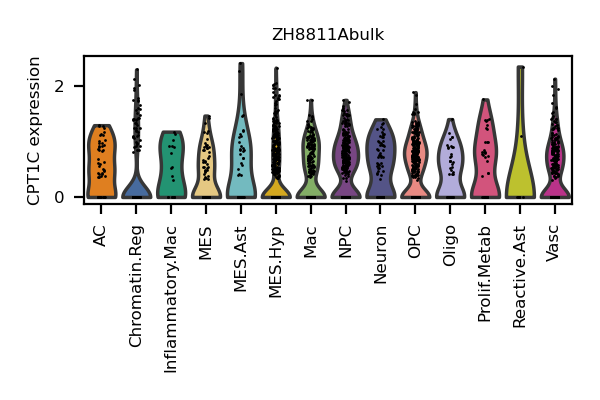 ZH8811Abulk
CPT1C expression
2
0
AC
Chromatin.Reg
Inflammatory.Mac
MES
MES.Ast
MES.Hyp
Mac
NPC
Neuron
OPC
Oligo
Prolif.Metab
Reactive.Ast
Vasc